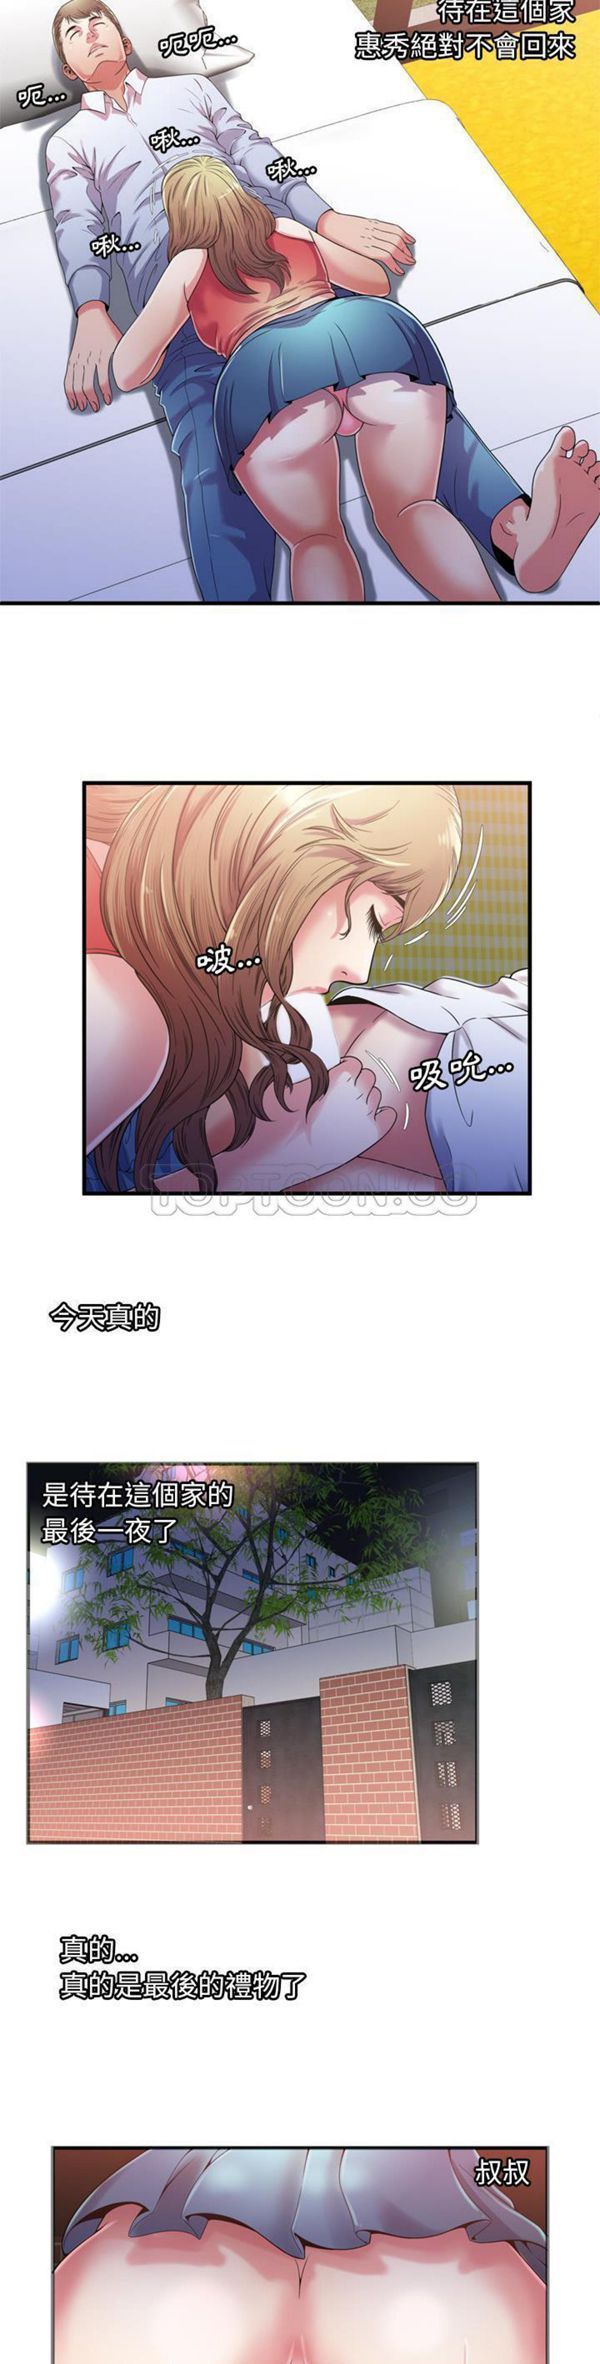 待在這個家
惠秀絕對不會回來
呃呃...
呃...
啾...
啾...
啾...
啵...
吸吮...
TOPTOON.CC
今天真的
是待在這個家的
最後一夜了
真的...
真的是最後的禮物了
叔叔